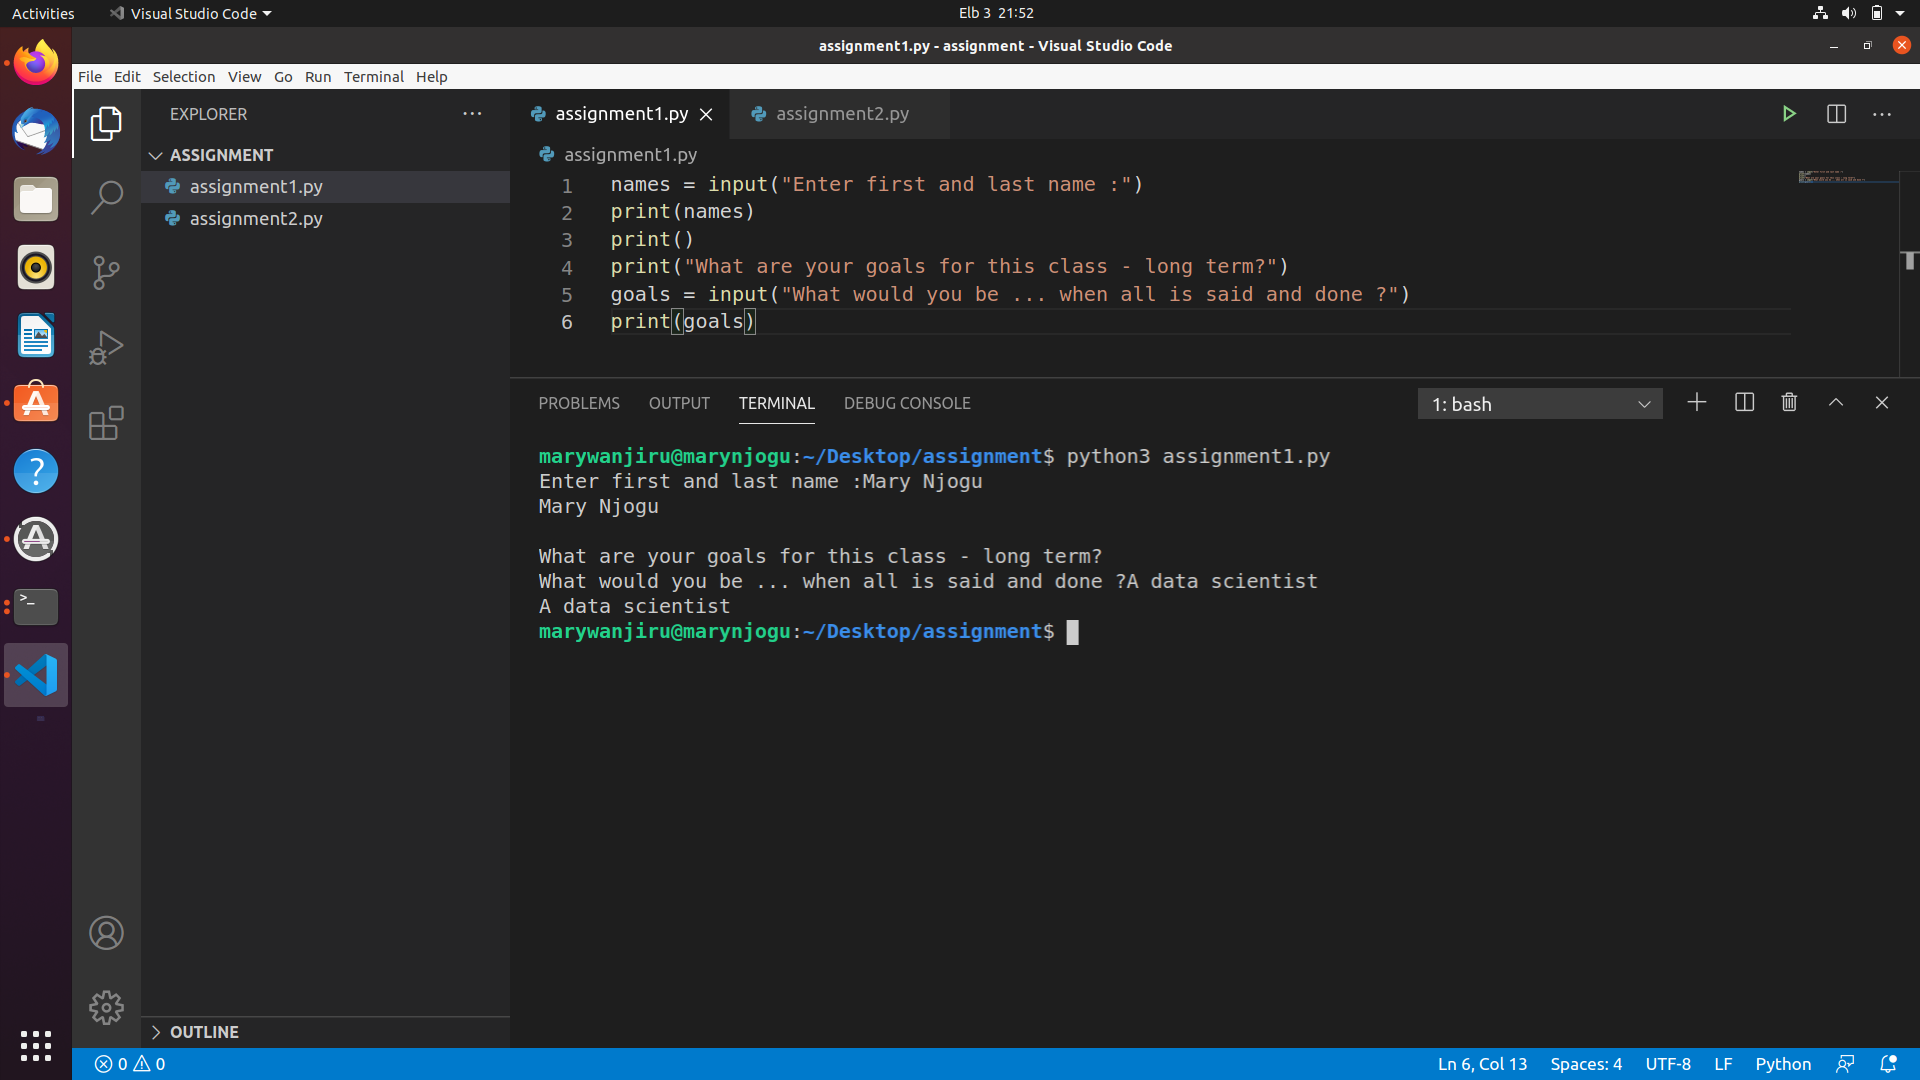 Activities
Visual Studio Code
Elb 3 21:52
assignment1.py - assignment - Visual Studio Code
File Edit Selection View Go Run Terminal Help
EXPLORER
ASSIGNMENT
assignment1.py
assignment2.py
OUTLINE
assignment1.py
assignment2.py
assignment1.py
1 names = input("Enter first and last name :")
2 print(names)
3 print()
4 print("What are your goals for this class - long term?")
5 goals = input("What would you be ... when all is said and done ?")
6 print(goals)
PROBLEMS OUTPUT TERMINAL DEBUG CONSOLE
1: bash
marywanjiru@marynjogu:~/Desktop/assignment$ python3 assignment1.py
Enter first and last name :Mary Njogu
Mary Njogu
What are your goals for this class - long term?
What would you be ... when all is said and done ?A data scientist
A data scientist
marywanjiru@marynjogu:~/Desktop/assignment$
0 0
Ln 6, Col 13 Spaces: 4 UTF-8 LF Python